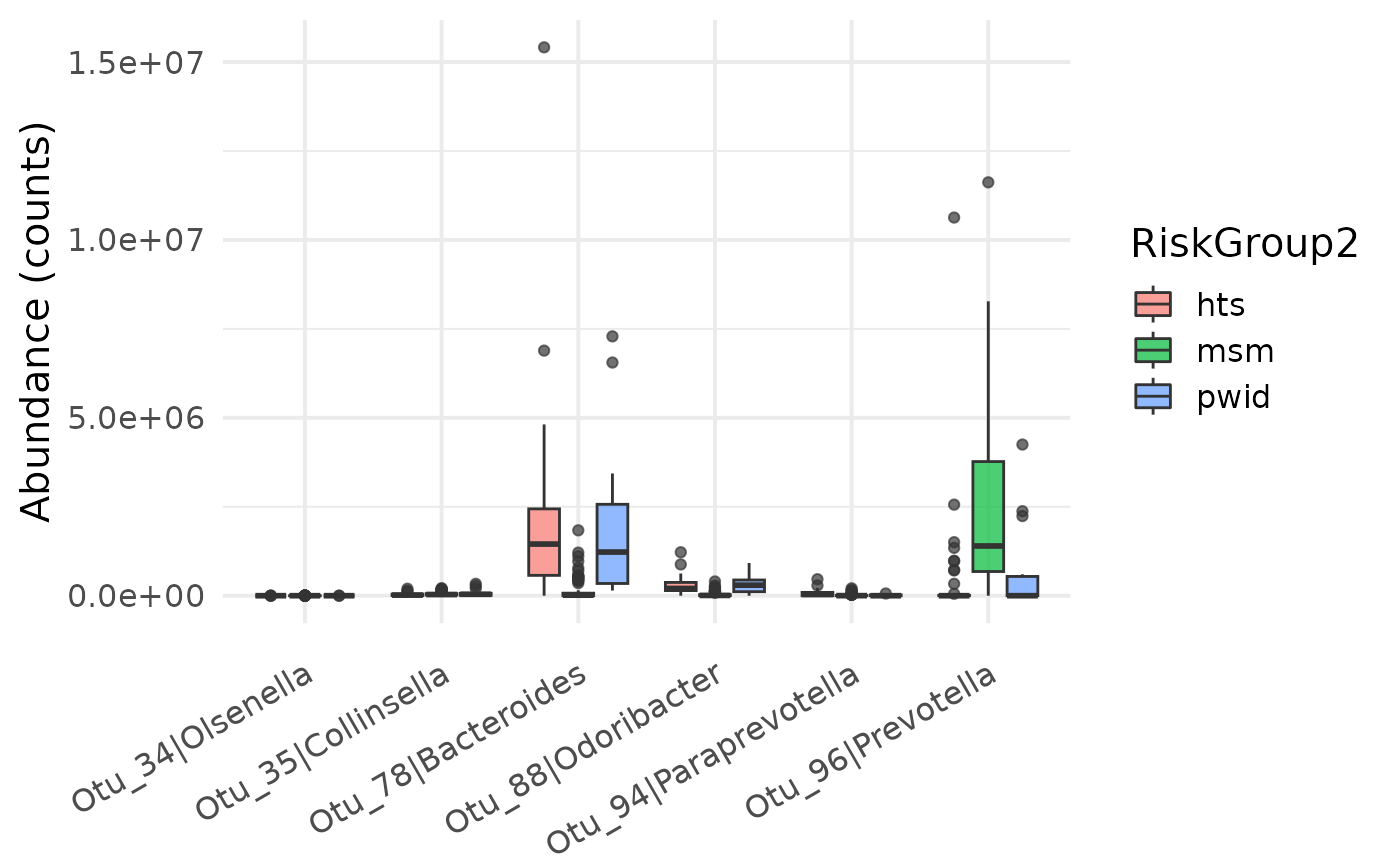 Abundance (counts)
1.5e+07
1.0e+07
5.0e+06
0.0e+00
Otu_34|Olsenella
Otu_35|Collinsella
Otu_78|Bacteroides
Otu_88|Odoribacter
Otu_94|Paraprevotella
Otu_96|Prevotella
RiskGroup2
hts
msm
pwid